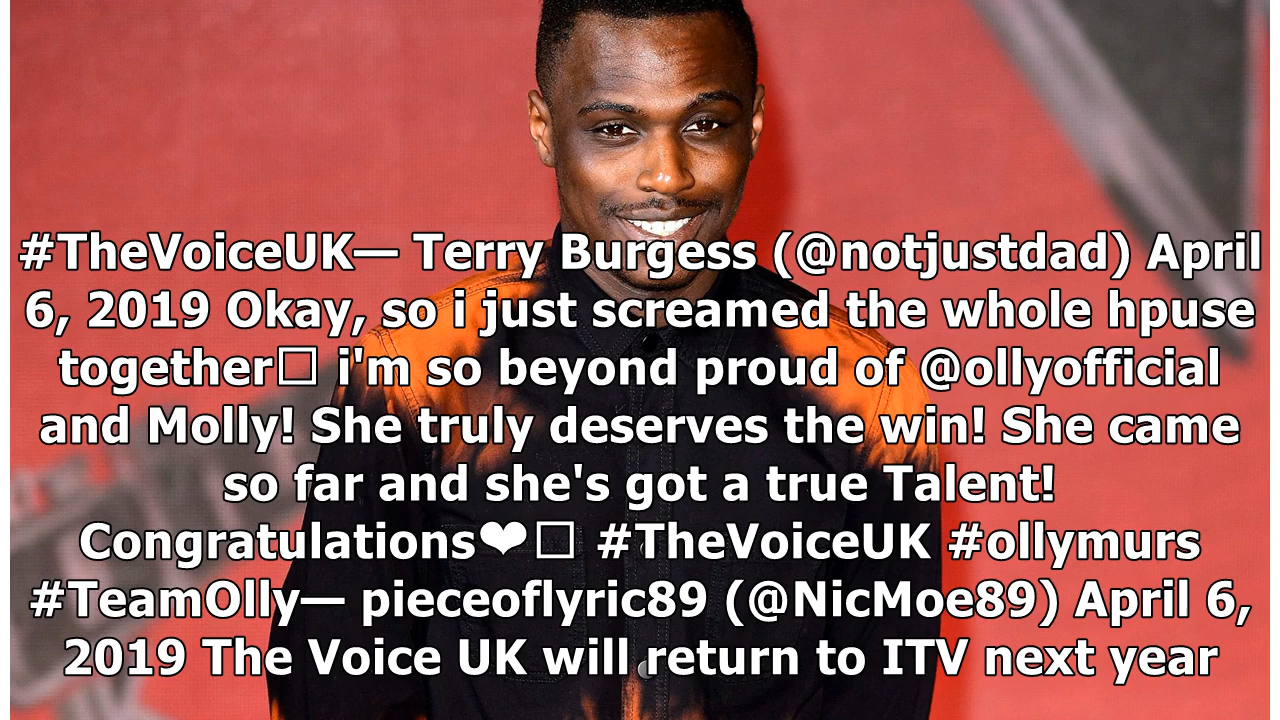 #TheVoiceUK— Terry Burgess (@notjustdad) April
6, 2019 Okay, so i just screamed the whole hpuse
together□ i'm so beyond proud of @ollyofficial
and Molly! She truly deserves the win! She came
so far and she's got a true Talent!
Congratulations❤□ #TheVoiceUK #ollymurs
#TeamOlly— pieceoflyric89 (@NicMoe89) April 6,
2019 The Voice UK will return to ITV next year